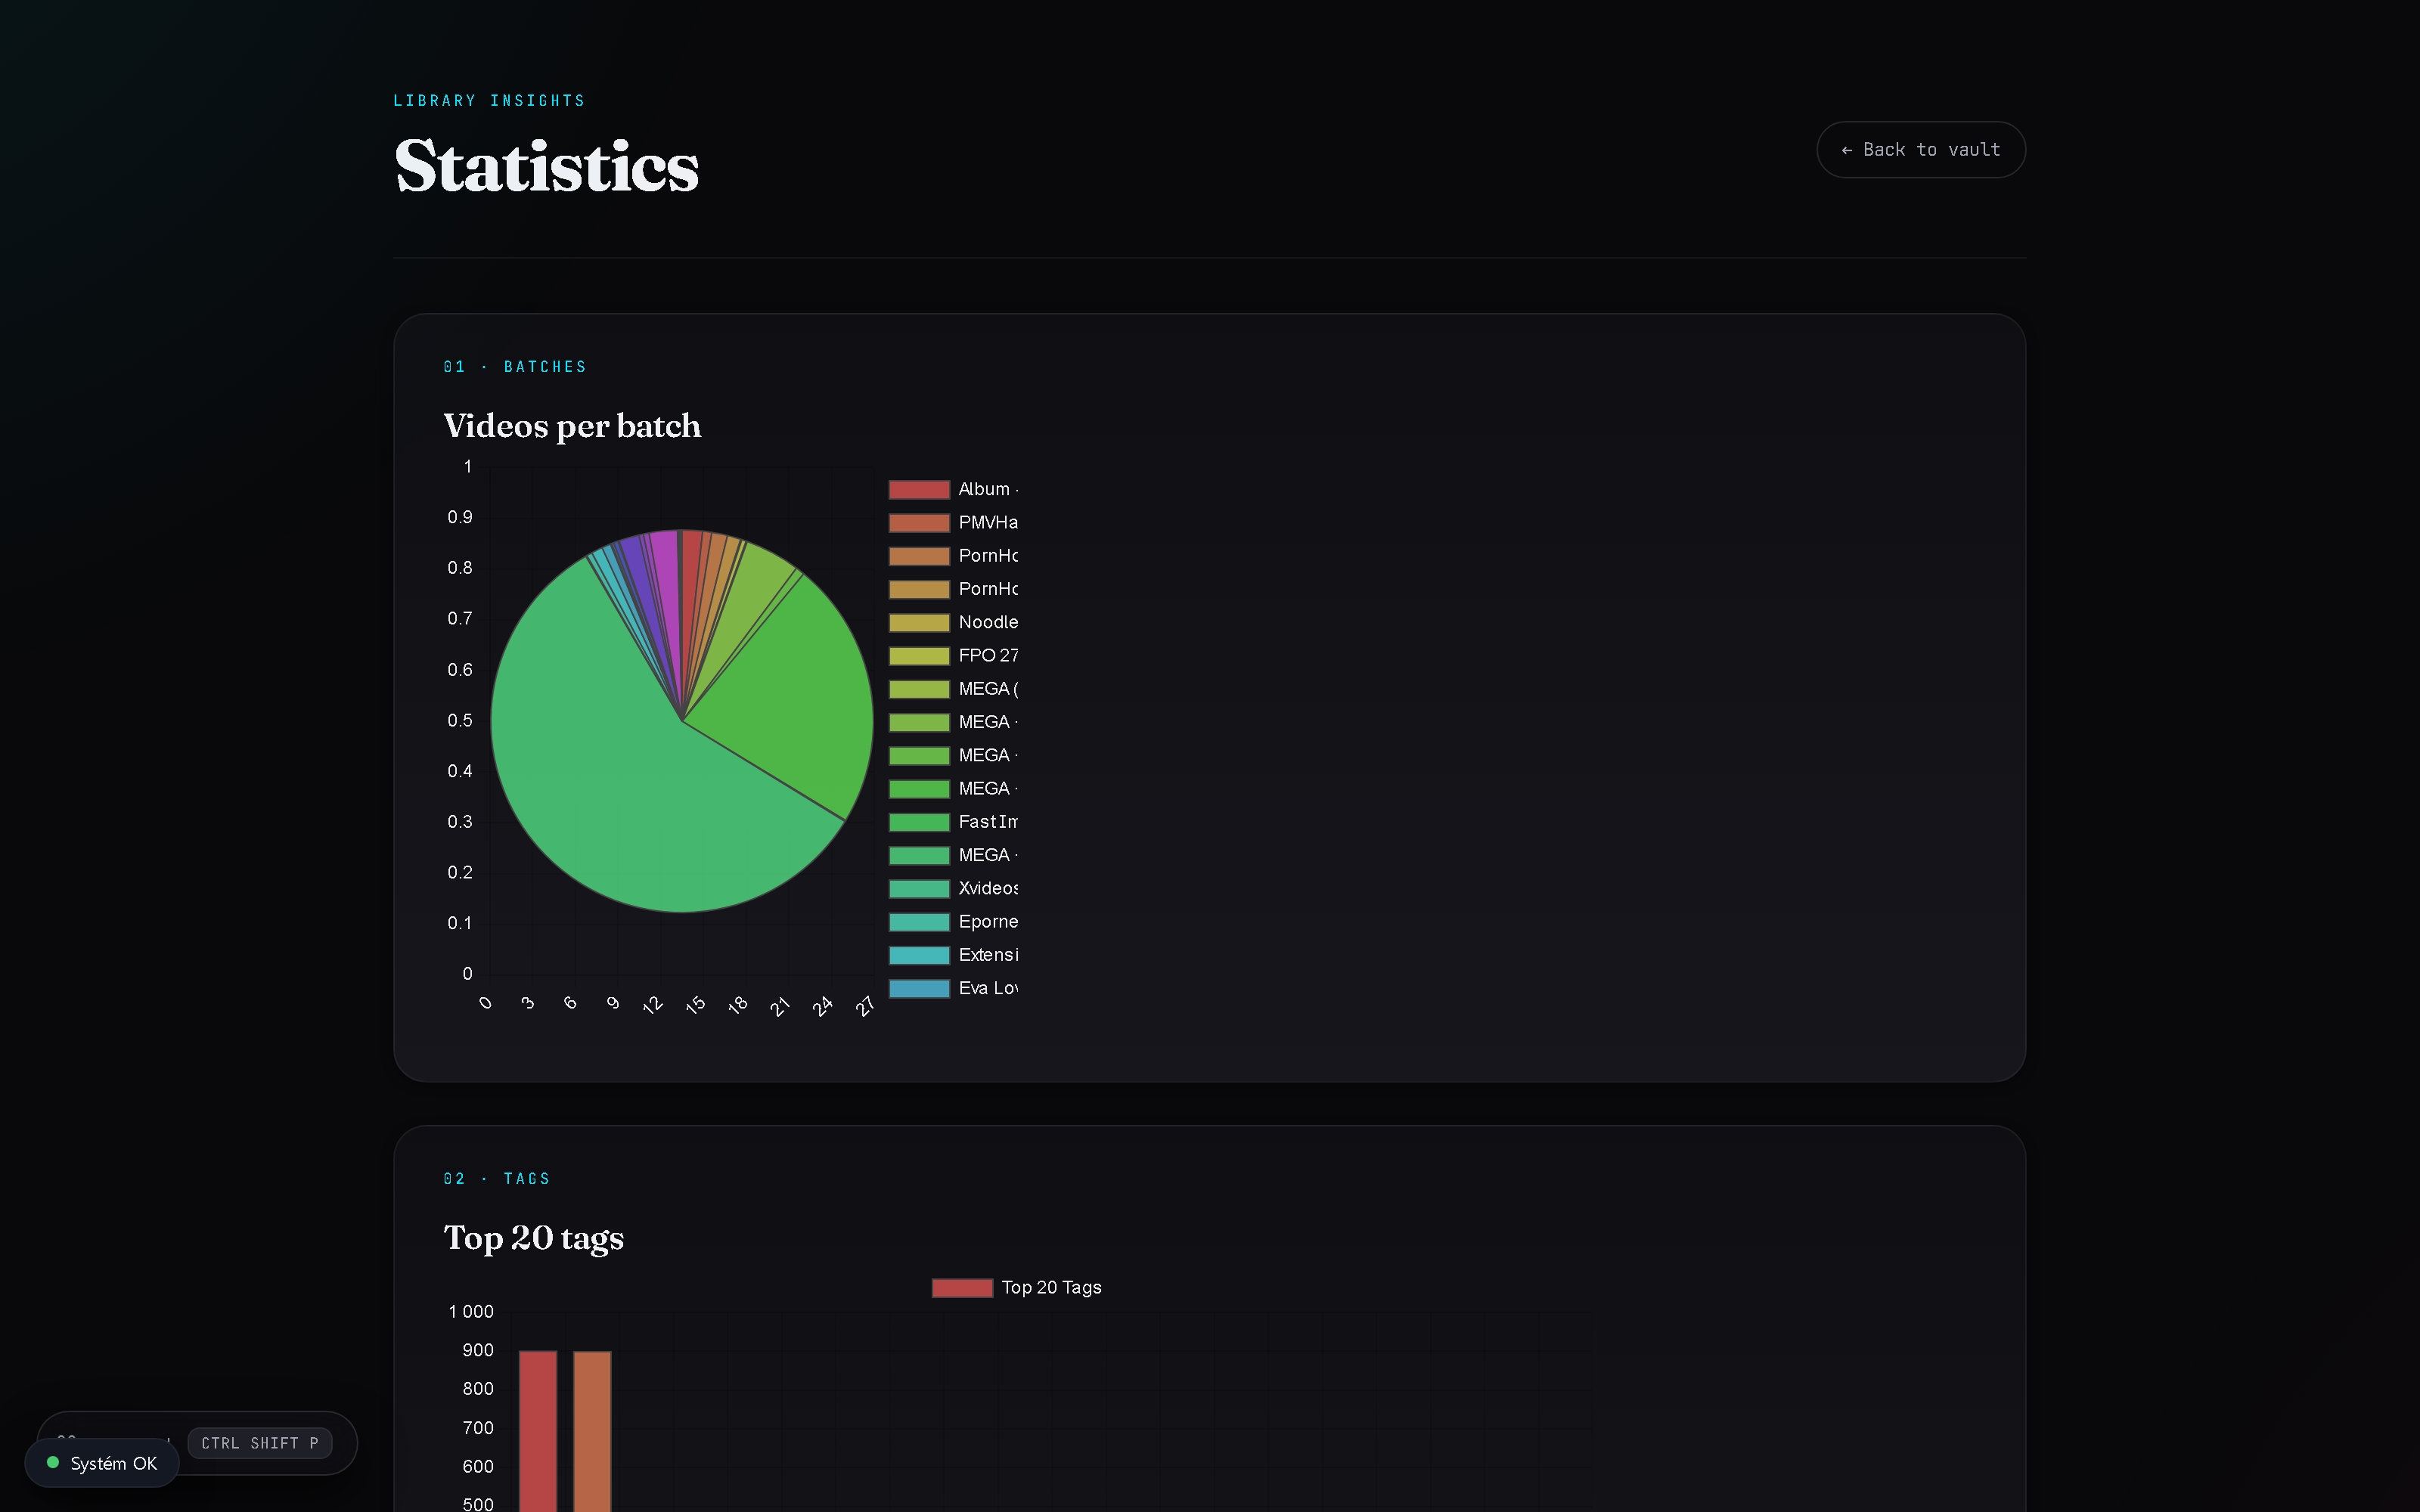 LIBRARY INSIGHTS
Statistics
← Back to vault
01 · BATCHES
Videos per batch
1
0.9
0.8
0.7
0.6
0.5
0.4
0.3
0.2
0.1
0
0 3 6 9 12 15 18 21 24 27
Album ·
PMVHa
PornHo
PornHo
Noodle
FPO 27
MEGA (
MEGA ·
MEGA ·
MEGA ·
FastIm
MEGA ·
Xvideos
Eporne
Extensi
Eva Lov
02 · TAGS
Top 20 tags
Top 20 Tags
1 000
900
800
700
600
500
CTRL SHIFT P
Systém OK